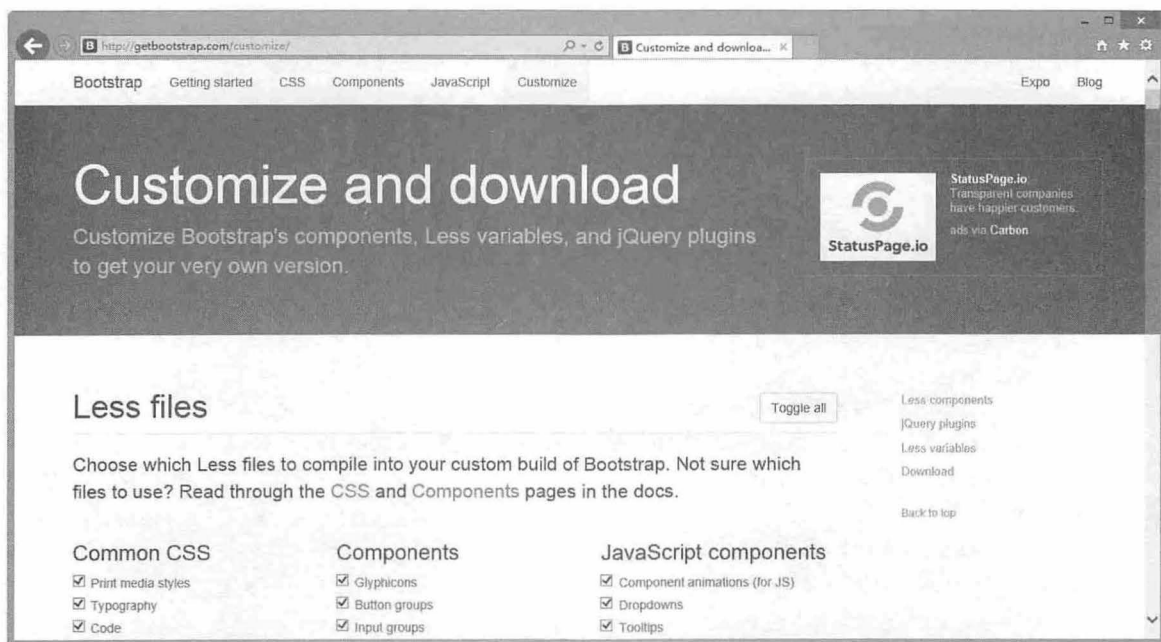 http://getbootstrap.com/customize/
B Customize and downloa...
Bootstrap Getting started CSS Components JavaScript Customize Expo Blog
Customize and download
Customize Bootstrap's components, Less variables, and jQuery plugins
to get your very own version.
StatusPage.io
StatusPage.io
Transparent companies
have happier customers.
ads via Carbon
Less files
Toggle all
Choose which Less files to compile into your custom build of Bootstrap. Not sure which
files to use? Read through the CSS and Components pages in the docs.
Less components
jQuery plugins
Less variables
Download
Back to top
Common CSS
Print media styles
Typography
Code
Components
Glyphicons
Button groups
Input groups
JavaScript components
Component animations (for JS)
Dropdowns
Tooltips